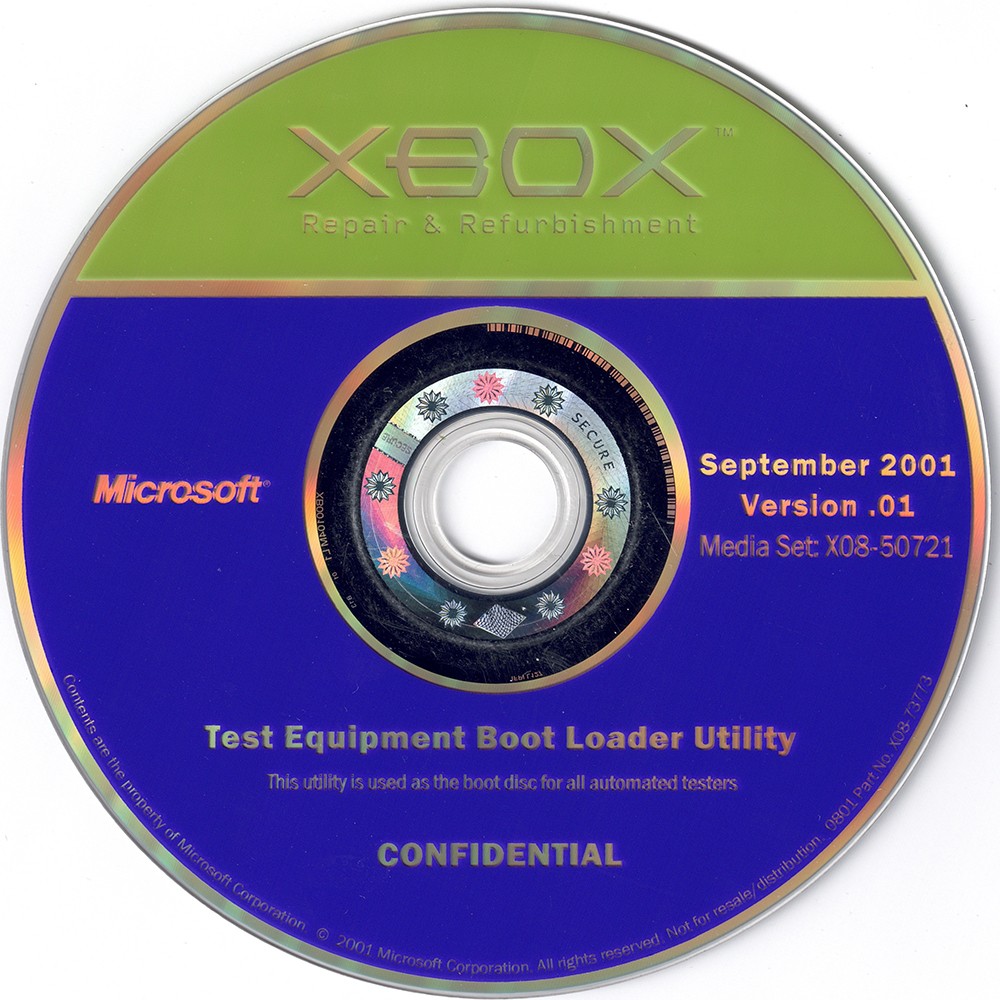 XBOX™
Repair & Refurbishment
SECURE
SECURE
Microsoft®
September 2001
Version .01
Media Set: X08-50721
Test Equipment Boot Loader Utility
This utility is used as the boot disc for all automated testers
CONFIDENTIAL
Contents are the property of Microsoft Corporation. © 2001 Microsoft Corporation. All rights reserved. Not for resale/distribution. 0801 Part No. X08-73773